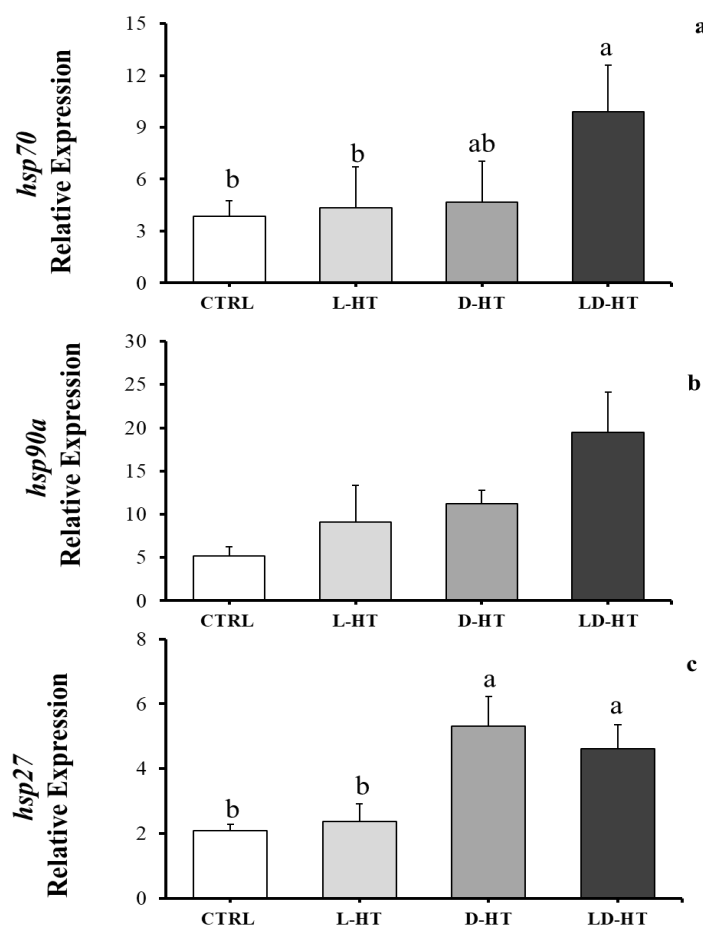 a
hsp70
Relative Expression
15
12
9
6
3
0
b
b
ab
a
CTRL
L-HT
D-HT
LD-HT
b
hsp90a
Relative Expression
30
25
20
15
10
5
0
CTRL
L-HT
D-HT
LD-HT
c
hsp27
Relative Expression
8
6
4
2
0
b
b
a
a
CTRL
L-HT
D-HT
LD-HT